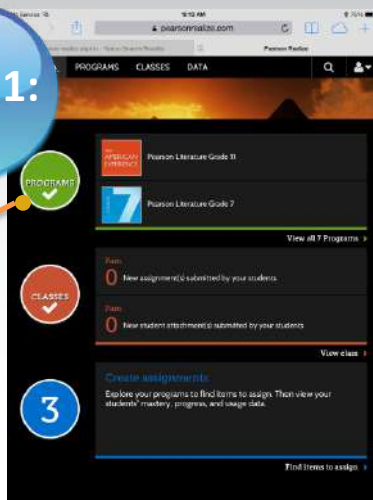 12:12 AM
pearsonrealize.com
Pearson Realize
PROGRAMS CLASSES DATA
1:
PROGRAMS
AMERICAN
EXPERIENCE
Pearson Literature Grade 11
7
Pearson Literature Grade 7
View all 7 Programs
CLASSES
0 New assignment(s) submitted by your students
0 New student attachment(s) submitted by your students
View class
3
Create assignments
Explore your programs to find items to assign. Then view your
students' mastery, progress, and usage data.
Find items to assign